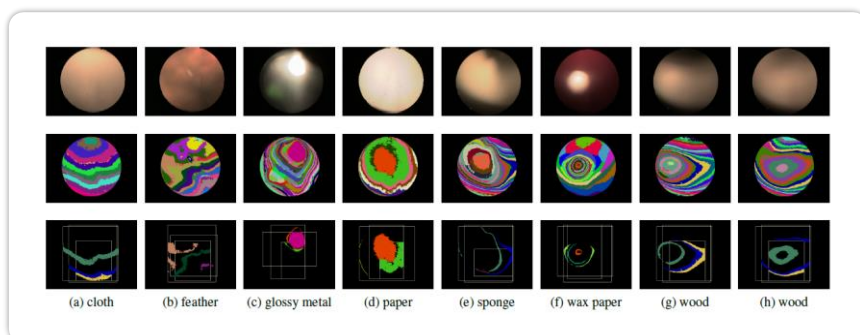 (a) cloth (b) feather (c) glossy metal (d) paper (e) sponge (f) wax paper (g) wood (h) wood